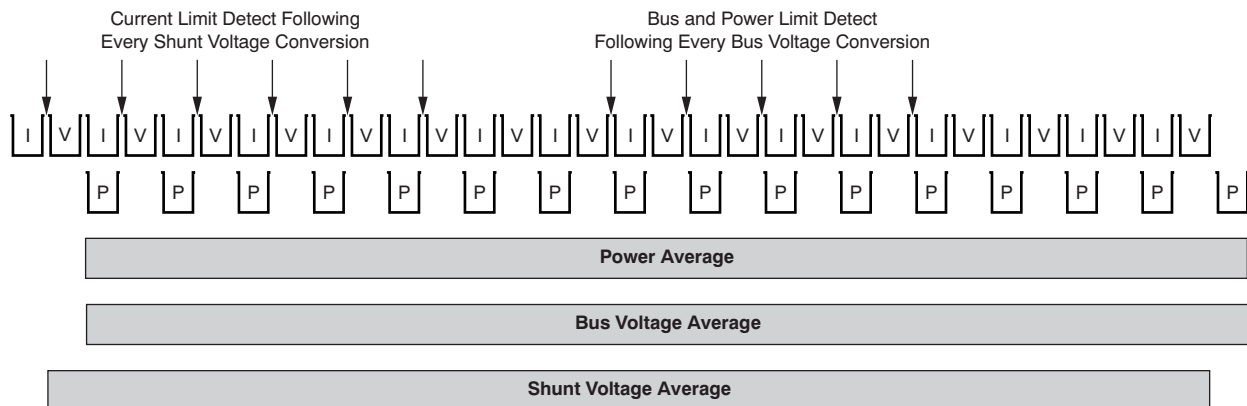 Current Limit Detect Following
Every Shunt Voltage Conversion
Bus and Power Limit Detect
Following Every Bus Voltage Conversion
I V I V I V I V I V I V I V I V I V I V I V I V I V I V I V I V
P P P P P P P P P P P P P P P P
Power Average
Bus Voltage Average
Shunt Voltage Average